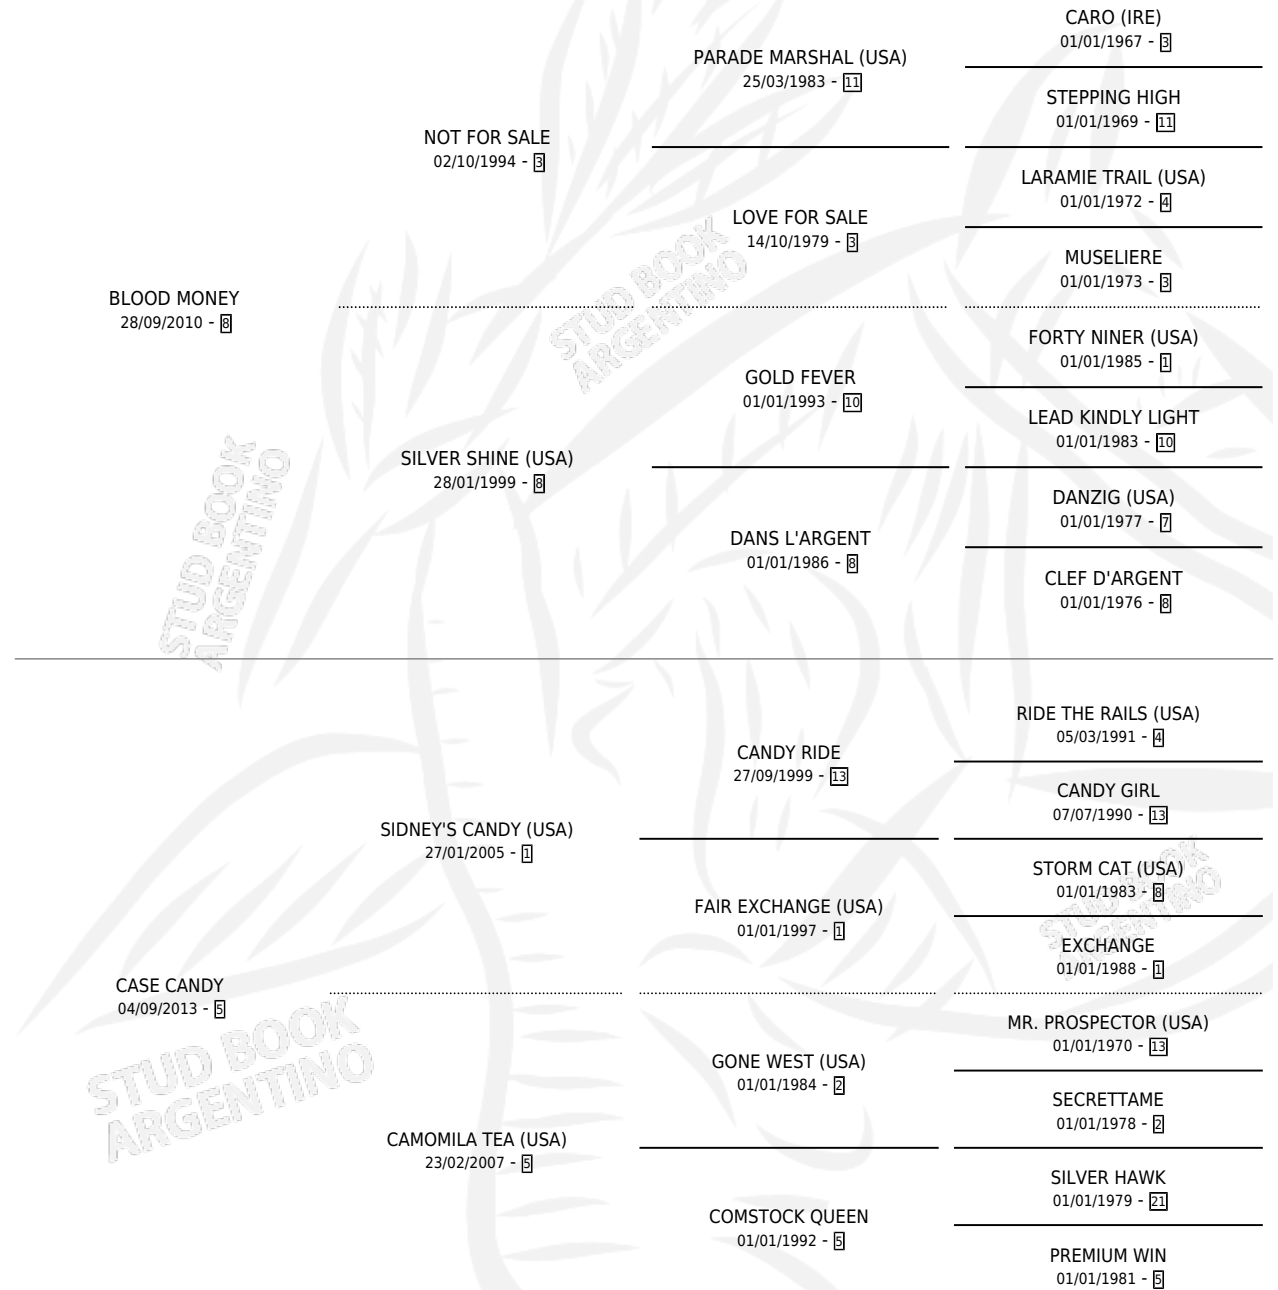 CARO (IRE)
01/01/1967 - 3
PARADE MARSHAL (USA)
25/03/1983 - 11
STEPPING HIGH
01/01/1969 - 11
NOT FOR SALE
02/10/1994 - 3
LARAMIE TRAIL (USA)
01/01/1972 - 4
LOVE FOR SALE
14/10/1979 - 3
MUSELIERE
01/01/1973 - 3
BLOOD MONEY
28/09/2010 - 8
FORTY NINER (USA)
01/01/1985 - 1
GOLD FEVER
01/01/1993 - 10
LEAD KINDLY LIGHT
01/01/1983 - 10
SILVER SHINE (USA)
28/01/1999 - 8
DANZIG (USA)
01/01/1977 - 7
DANS L'ARGENT
01/01/1986 - 8
CLEF D'ARGENT
01/01/1976 - 8
RIDE THE RAILS (USA)
05/03/1991 - 4
CANDY RIDE
27/09/1999 - 13
CANDY GIRL
07/07/1990 - 13
SIDNEY'S CANDY (USA)
27/01/2005 - 1
STORM CAT (USA)
01/01/1983 - 8
FAIR EXCHANGE (USA)
01/01/1997 - 1
EXCHANGE
01/01/1988 - 1
CASE CANDY
04/09/2013 - 5
MR. PROSPECTOR (USA)
01/01/1970 - 13
GONE WEST (USA)
01/01/1984 - 2
SECRETTAME
01/01/1978 - 2
CAMOMILA TEA (USA)
23/02/2007 - 5
SILVER HAWK
01/01/1979 - 21
COMSTOCK QUEEN
01/01/1992 - 5
PREMIUM WIN
01/01/1981 - 5
STUD BOOK
ARGENTINO
STUD BOOK
ARGENTINO
STUD BOOK
ARGENTINO
STUD BOOK
ARGENTINO